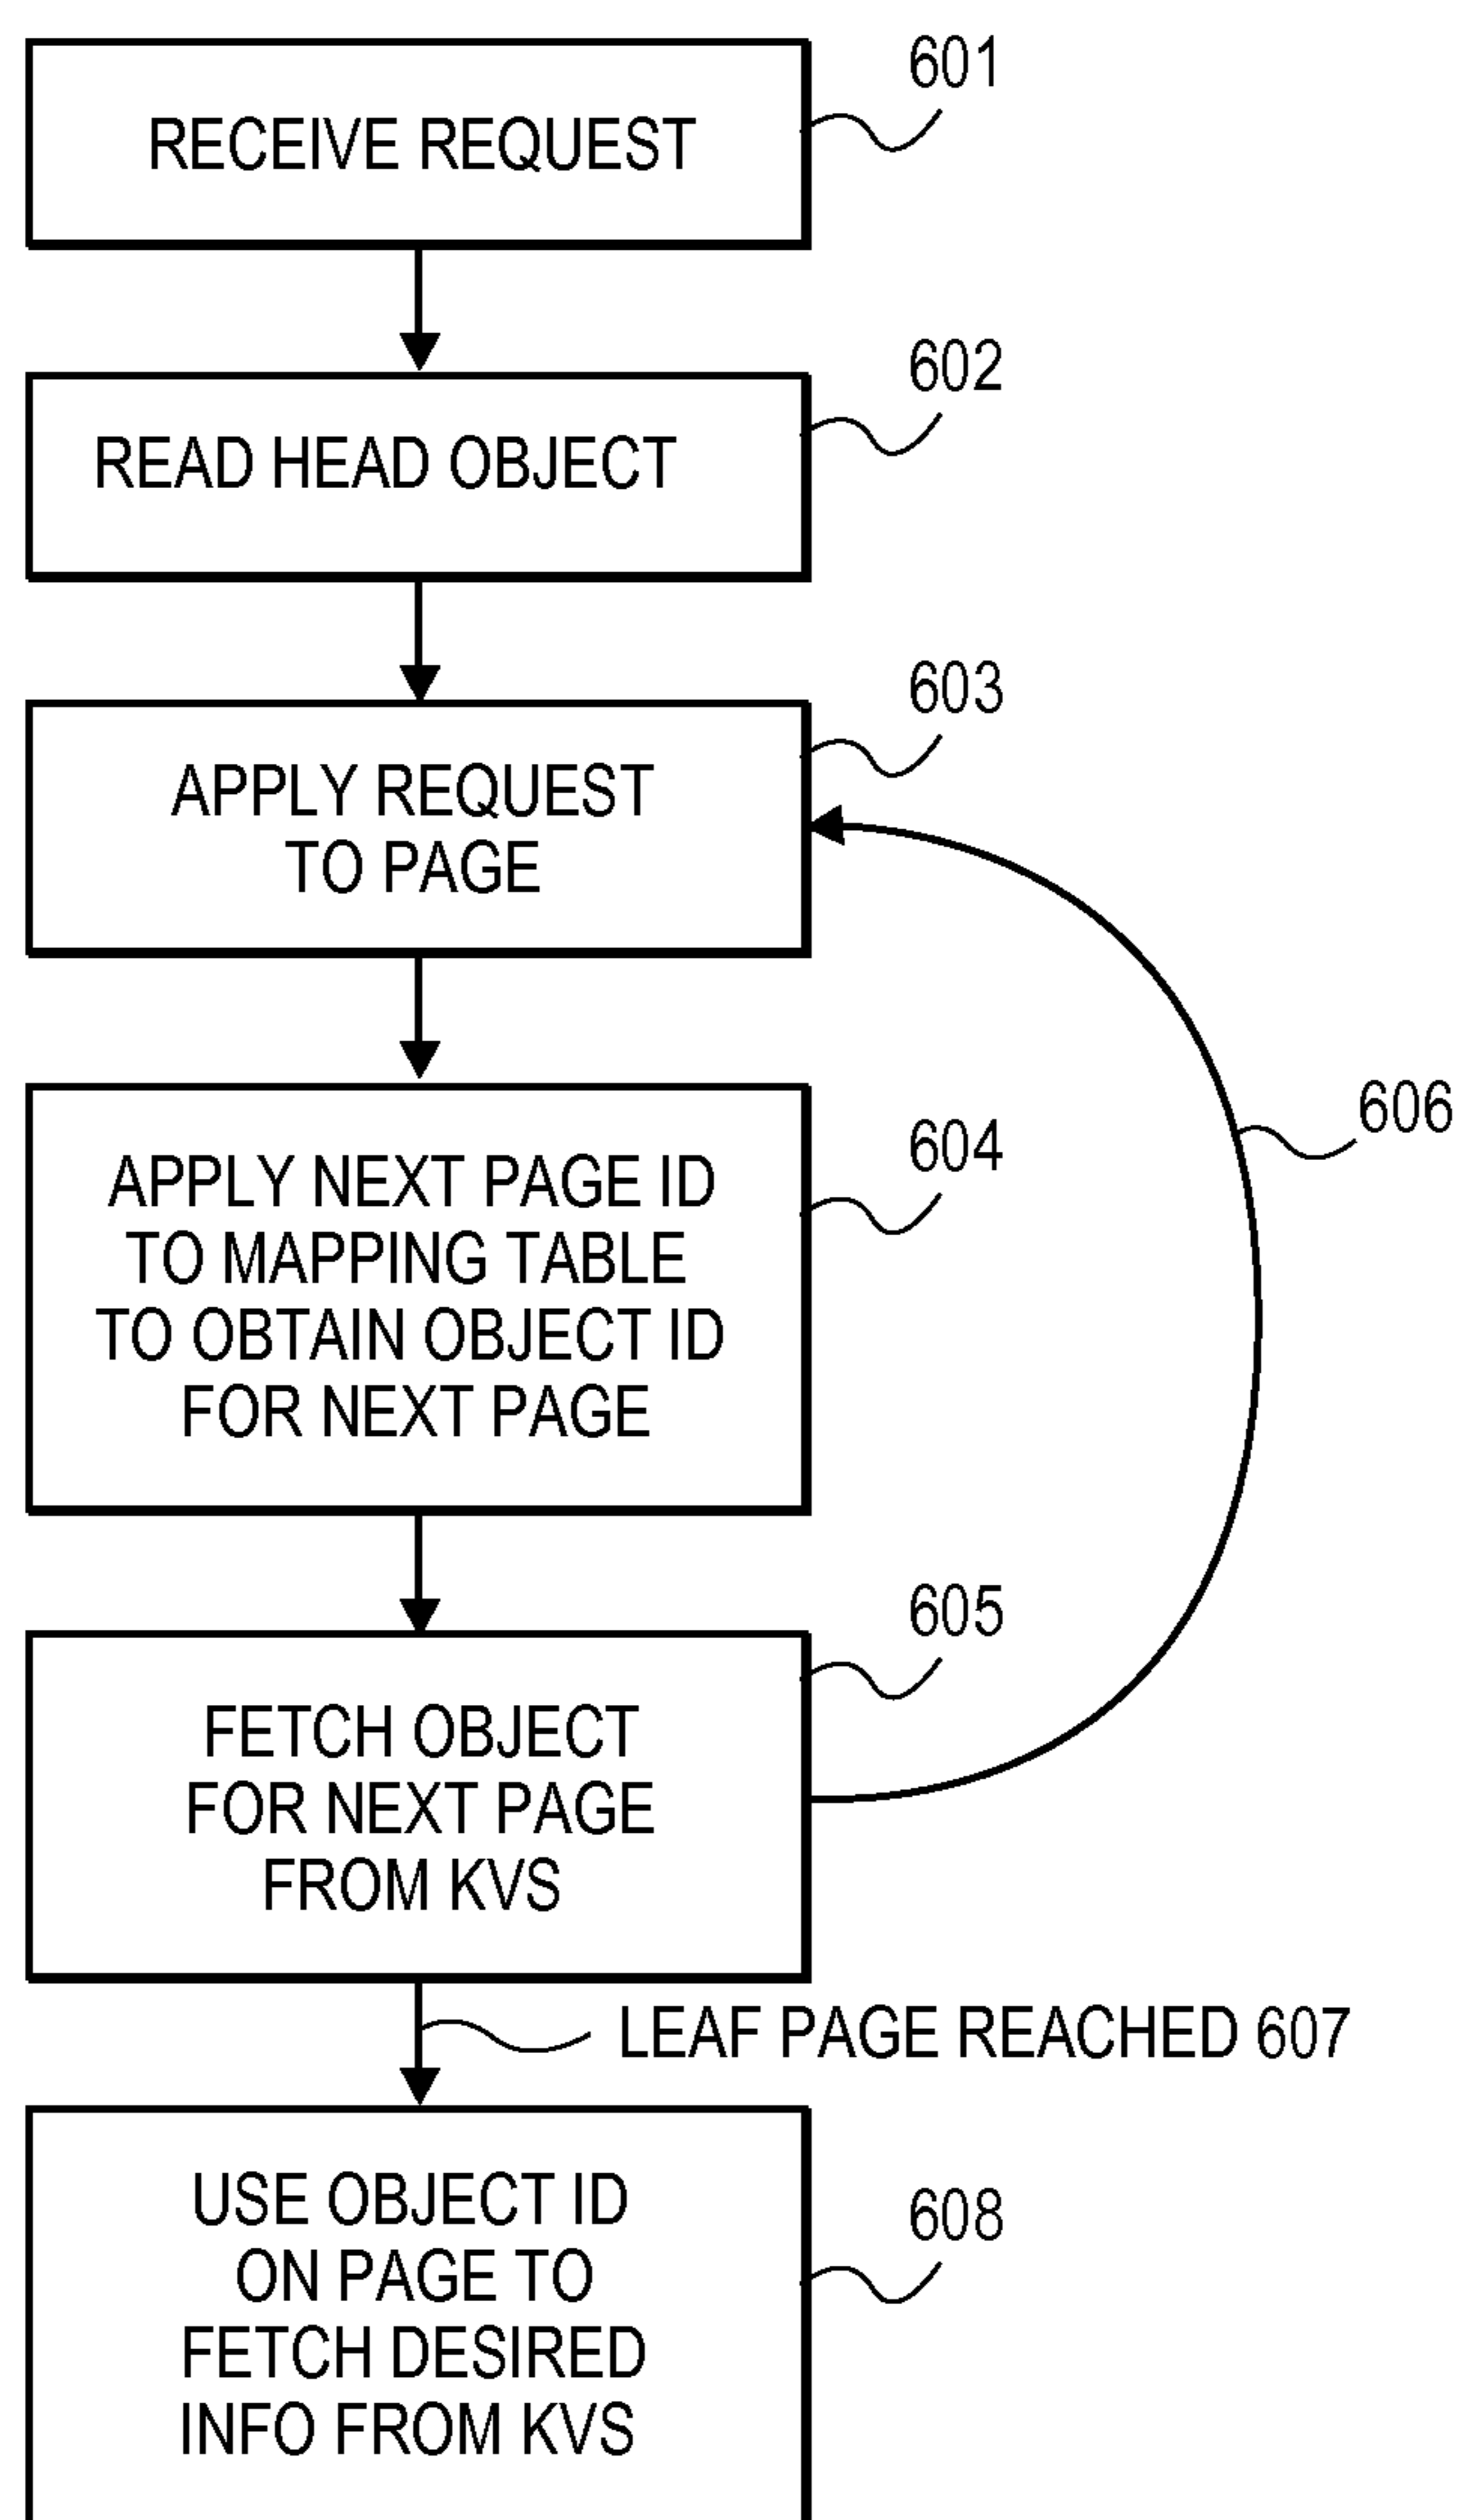 601
RECEIVE REQUEST
602
READ HEAD OBJECT
603
APPLY REQUEST
TO PAGE
606
604
APPLY NEXT PAGE ID
TO MAPPING TABLE
TO OBTAIN OBJECT ID
FOR NEXT PAGE
605
FETCH OBJECT
FOR NEXT PAGE
FROM KVS
LEAF PAGE REACHED 607
USE OBJECT ID
608
ON PAGE TO
FETCH DESIRED
INFO FROM KVS